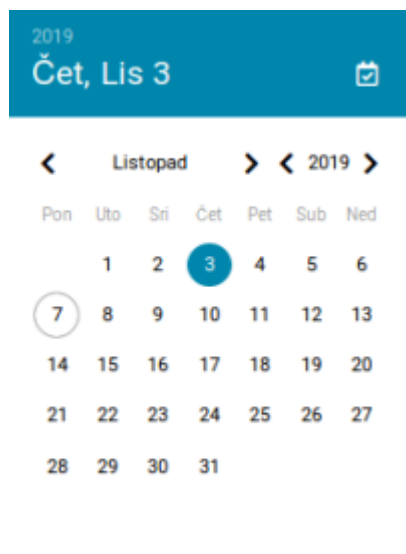 2019
Čet, Lis 3
Listopad 2019
Pon Uto Sri Čet Pet Sub Ned
1 2 3 4 5 6
7 8 9 10 11 12 13
14 15 16 17 18 19 20
21 22 23 24 25 26 27
28 29 30 31